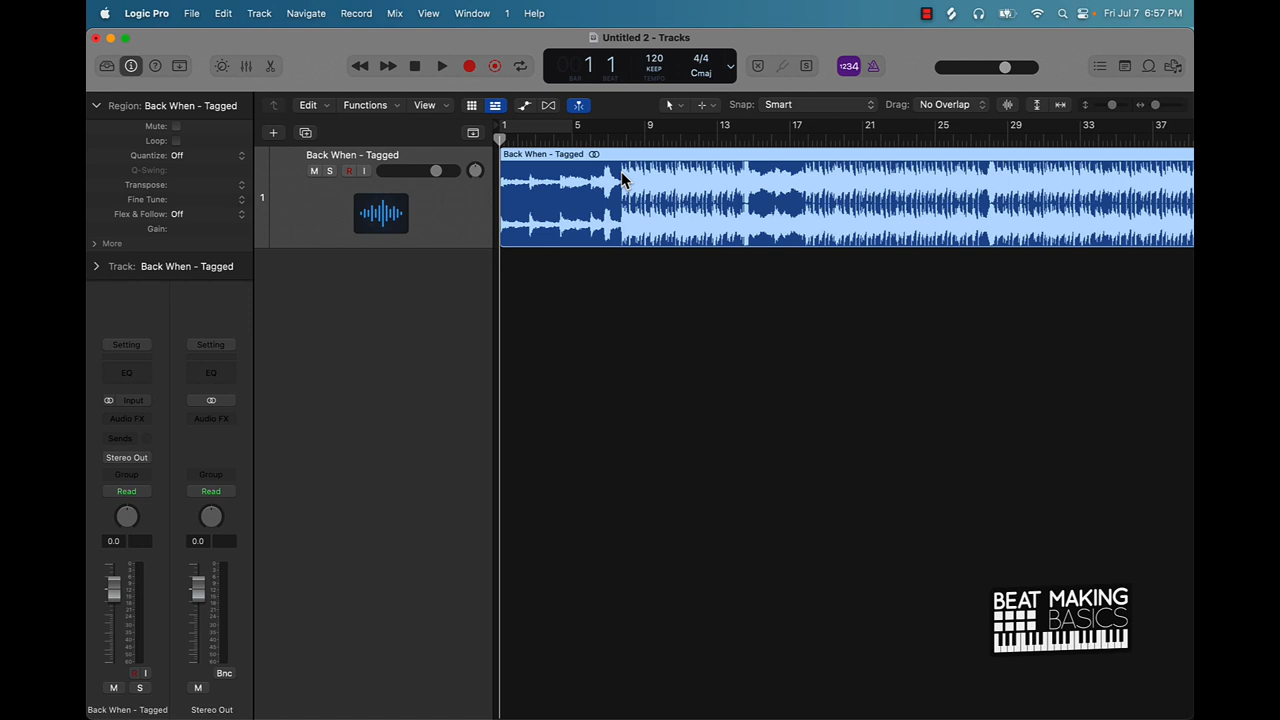 Logic Pro File Edit Track Navigate Record Mix View Window 1 Help Fri Jul 7 6:57 PM
Untitled 2 - Tracks
1 1 120 4/4
KEEP Cmaj
BAR BEAT TEMPO
1234
Region: Back When - Tagged
Edit Functions View Snap: Smart Drag: No Overlap
Mute:
Loop:
Quantize: Off
Q-Swing:
Transpose:
Fine Tune:
Flex & Follow: Off
Gain:
More
Track: Back When - Tagged
1 5 9 13 17 21 25 29 33 37
1
Back When - Tagged
M S R I
Back When - Tagged
Setting Setting
EQ EQ
Input
Audio FX Audio FX
Sends
Stereo Out
Group Group
Read Read
0.0 0.0
R I Bnc
M S M
Back When - Tagged Stereo Out
BEAT MAKING
BASICS